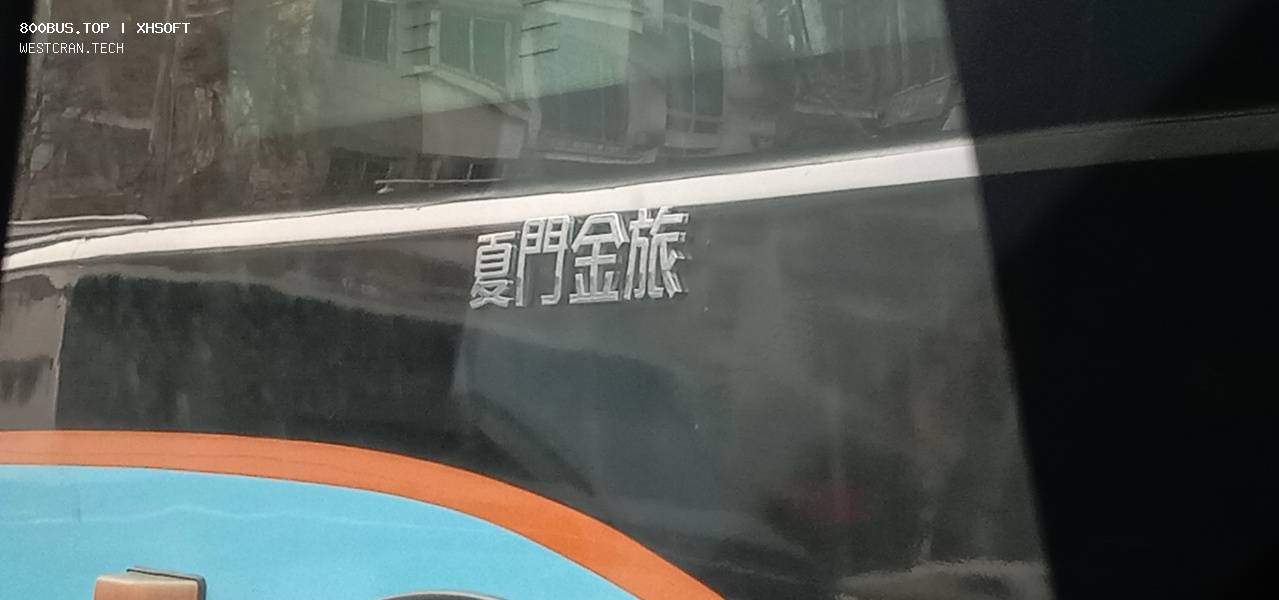 800BUS.TOP | XHSOFT
WESTCRAN.TECH
夏門金旅